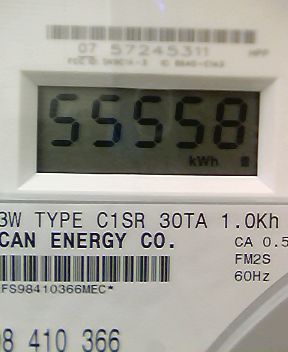 07 57245311
55558
kWh
3W TYPE C1SR 30TA 1.0Kh
CAN ENERGY CO.
CA 0.5
FM2S
60Hz
FS98410366MEC*
98 410 366